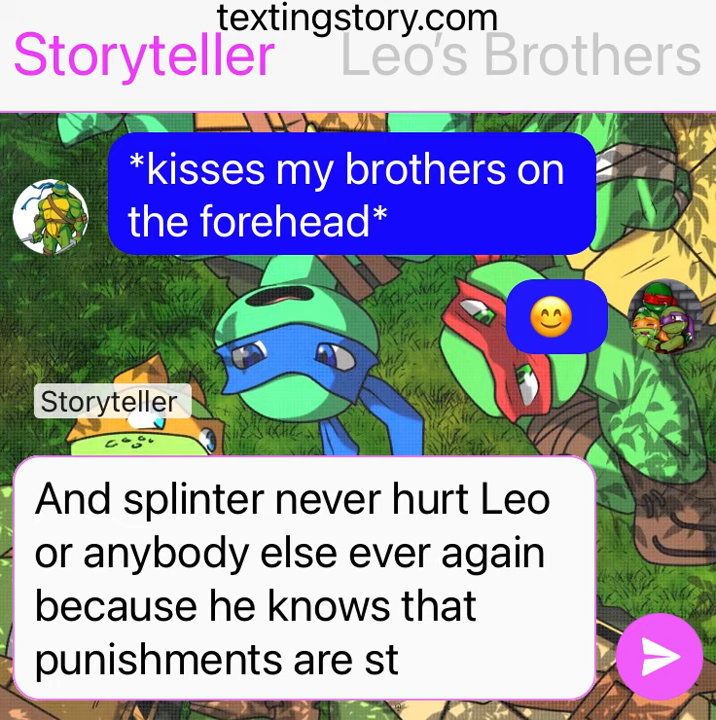 textingstory.com
Storyteller Leo's Brothers
*kisses my brothers on
the forehead*
😊
Storyteller
And splinter never hurt Leo
or anybody else ever again
because he knows that
punishments are st